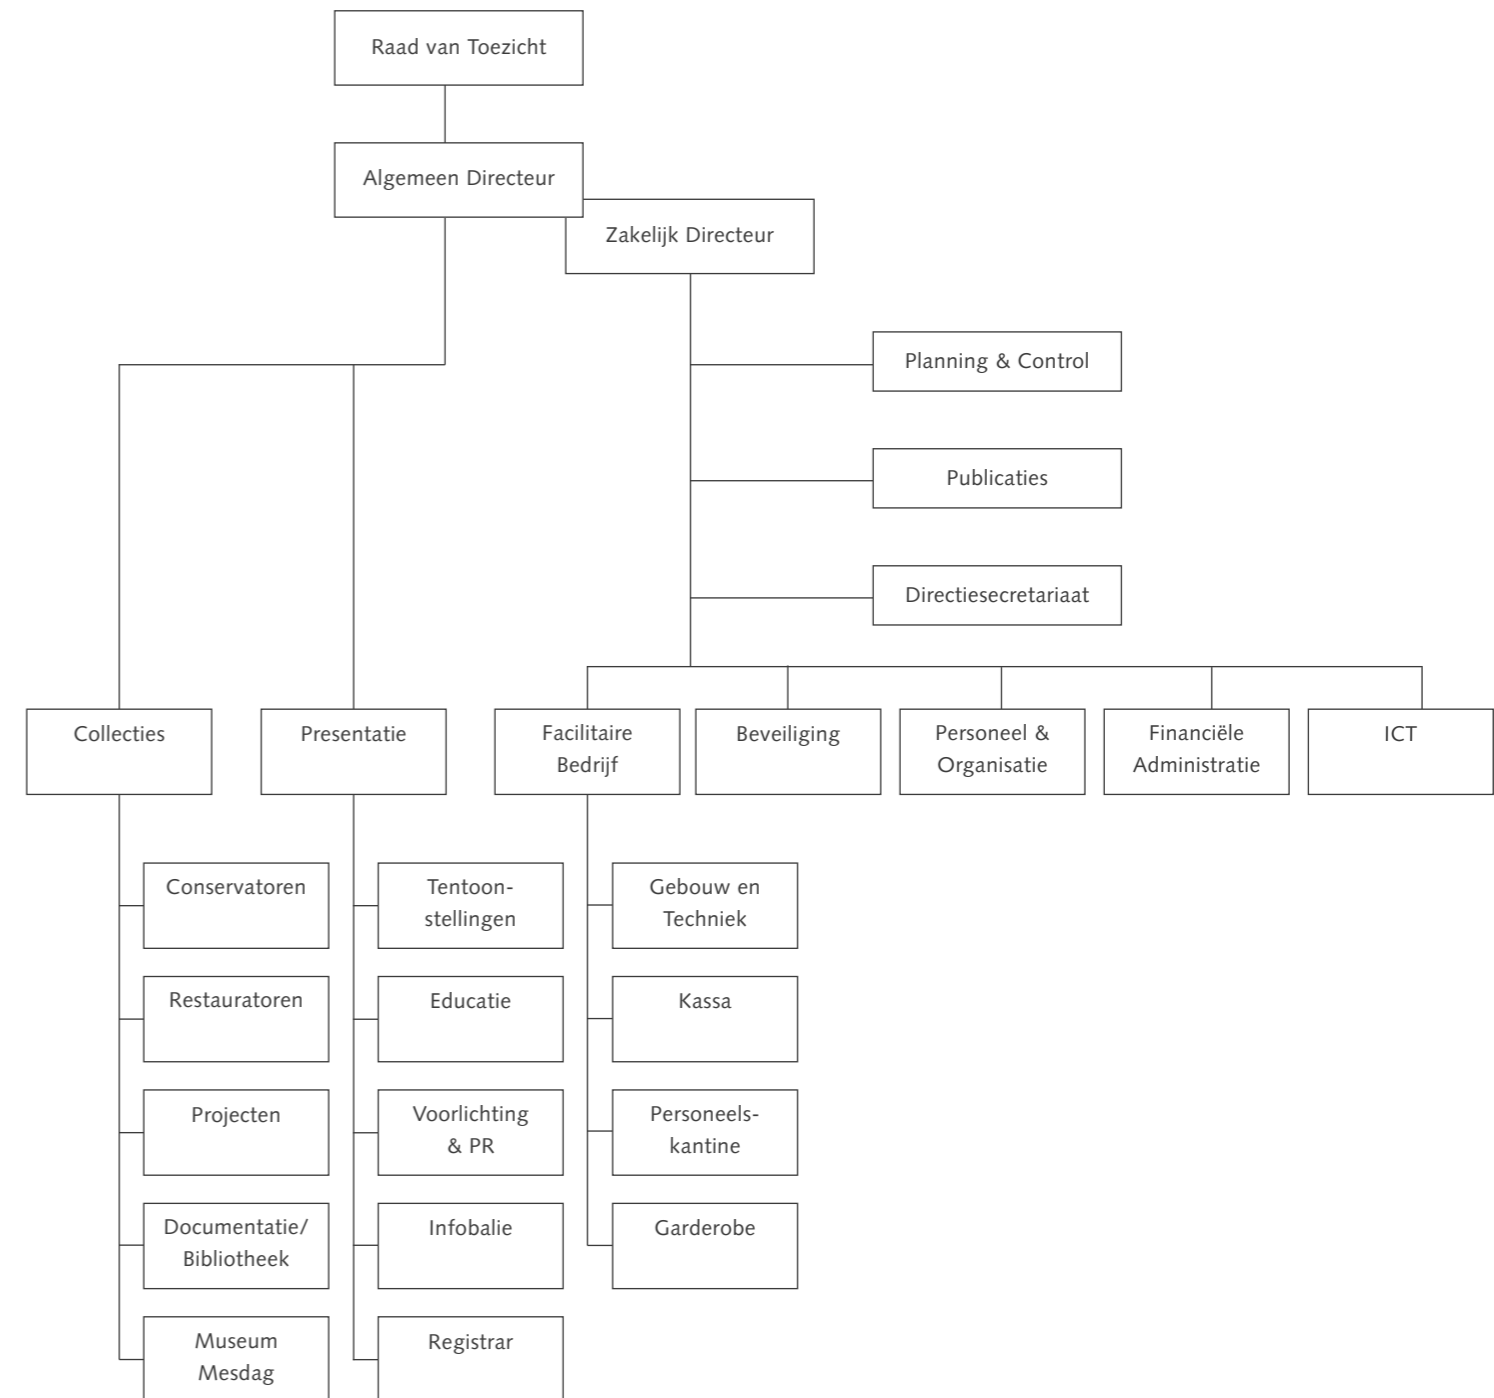 Raad van Toezicht
Algemeen Directeur
Zakelijk Directeur
Planning & Control
Publicaties
Directiesecretariaat
Collecties
Presentatie
Facilitaire
Bedrijf
Beveiliging
Personeel &
Organisatie
Financiële
Administratie
ICT
Conservatoren
Restauratoren
Projecten
Documentatie/
Bibliotheek
Museum
Mesdag
Tentoon-
stellingen
Educatie
Voorlichting
& PR
Infobalie
Registrar
Gebouw en
Techniek
Kassa
Personeels-
kantine
Garderobe